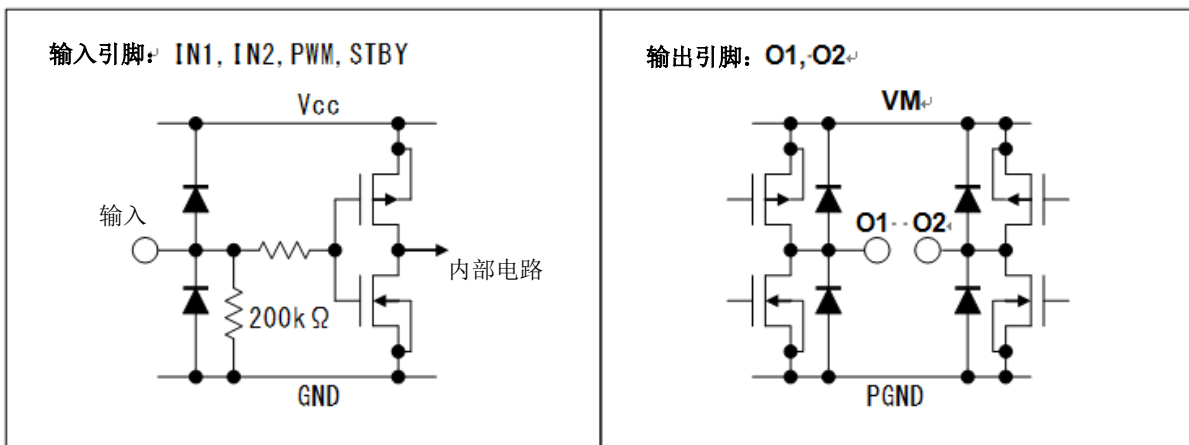 输入引脚: IN1, IN2, PWM, STBY
Vcc
输入
内部电路
200kΩ
GND
输出引脚: O1, O2
VM
O1 O2
PGND